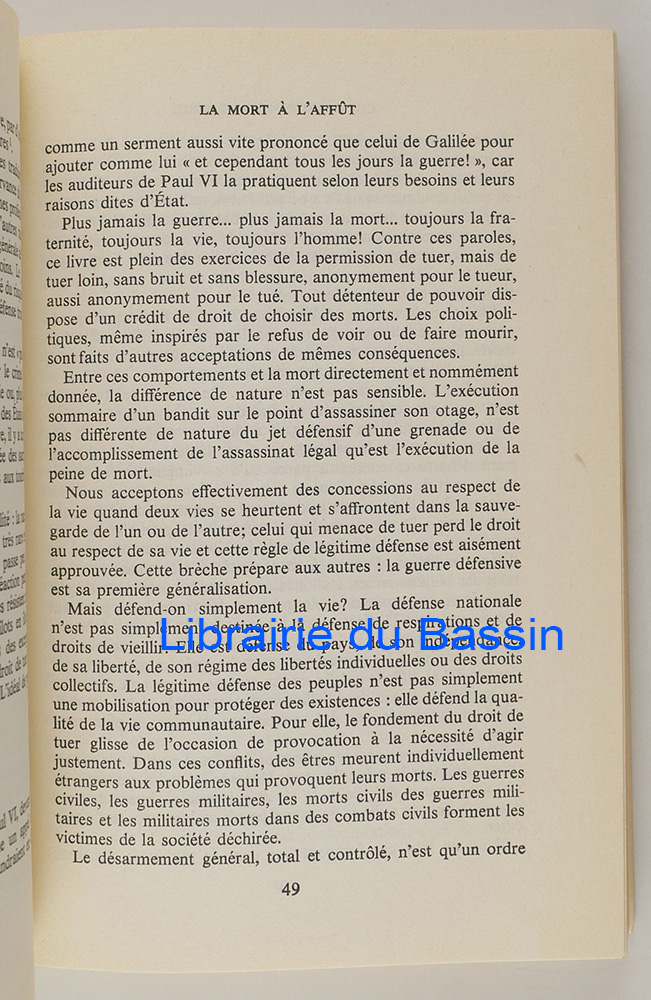 LA MORT À L'AFFÛT
comme un serment aussi vite prononcé que celui de Galilée pour
ajouter comme lui « et cependant tous les jours la guerre! », car
les auditeurs de Paul VI la pratiquent selon leurs besoins et leurs
raisons dites d'État.
Plus jamais la guerre... plus jamais la mort... toujours la fra-
ternité, toujours la vie, toujours l'homme! Contre ces paroles,
ce livre est plein des exercices de la permission de tuer, mais de
tuer loin, sans bruit et sans blessure, anonymement pour le tueur,
aussi anonymement pour le tué. Tout détenteur de pouvoir dis-
pose d'un crédit de droit de choisir des morts. Les choix poli-
tiques, même inspirés par le refus de voir ou de faire mourir,
sont faits d'autres acceptations de mêmes conséquences.
Entre ces comportements et la mort directement et nommément
donnée, la différence de nature n'est pas sensible. L'exécution
sommaire d'un bandit sur le point d'assassiner son otage, n'est
pas différente de nature du jet défensif d'une grenade ou de
l'accomplissement de l'assassinat légal qu'est l'exécution de la
peine de mort.
Nous acceptons effectivement des concessions au respect de
la vie quand deux vies se heurtent et s'affrontent dans la sauve-
garde de l'un ou de l'autre; celui qui menace de tuer perd le droit
au respect de sa vie et cette règle de légitime défense est aisément
approuvée. Cette brèche prépare aux autres : la guerre défensive
est sa première généralisation.
Mais défend-on simplement la vie? La défense nationale
n'est pas simplement destinée à la défense de respirations et de
droits de vieillir. Elle est défense du pays, de son indépendance,
de sa liberté, de son régime des libertés individuelles ou des droits
collectifs. La légitime défense des peuples n'est pas simplement
une mobilisation pour protéger des existences : elle défend la qua-
lité de la vie communautaire. Pour elle, le fondement du droit de
tuer glisse de l'occasion de provocation à la nécessité d'agir
justement. Dans ces conflits, des êtres meurent individuellement
étrangers aux problèmes qui provoquent leurs morts. Les guerres
civiles, les guerres militaires, les morts civils des guerres mili-
taires et les militaires morts dans des combats civils forment les
victimes de la société déchirée.
Le désarmement général, total et contrôlé, n'est qu'un ordre
49
Librairie du Bassin